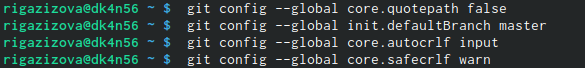 rigazizova@dk4n56 ~ $  git config --global core.quotepath false
rigazizova@dk4n56 ~ $  git config --global init.defaultBranch master
rigazizova@dk4n56 ~ $  git config --global core.autocrlf input
rigazizova@dk4n56 ~ $  git config --global core.safecrlf warn